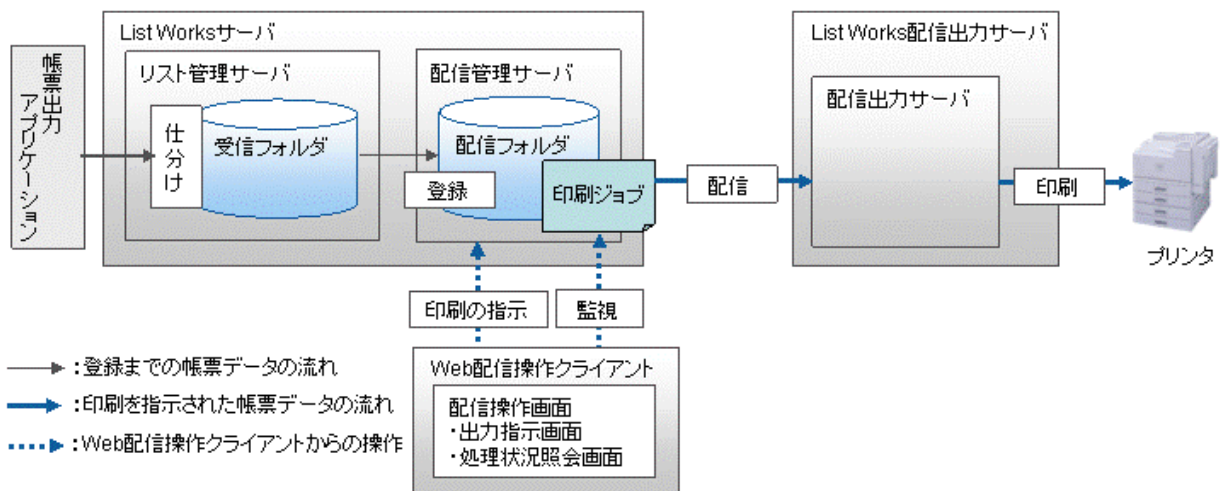 帳票出力
アプリケーション
List Worksサーバ
リスト管理サーバ
仕分け
受信フォルダ
配信管理サーバ
配信フォルダ
登録
印刷ジョブ
配信
List Works配信出力サーバ
配信出力サーバ
印刷
プリンタ
印刷の指示
監視
Web配信操作クライアント
配信操作画面
・出力指示画面
・処理状況照会画面
:登録までの帳票データの流れ
:印刷を指示された帳票データの流れ
:Web配信操作クライアントからの操作